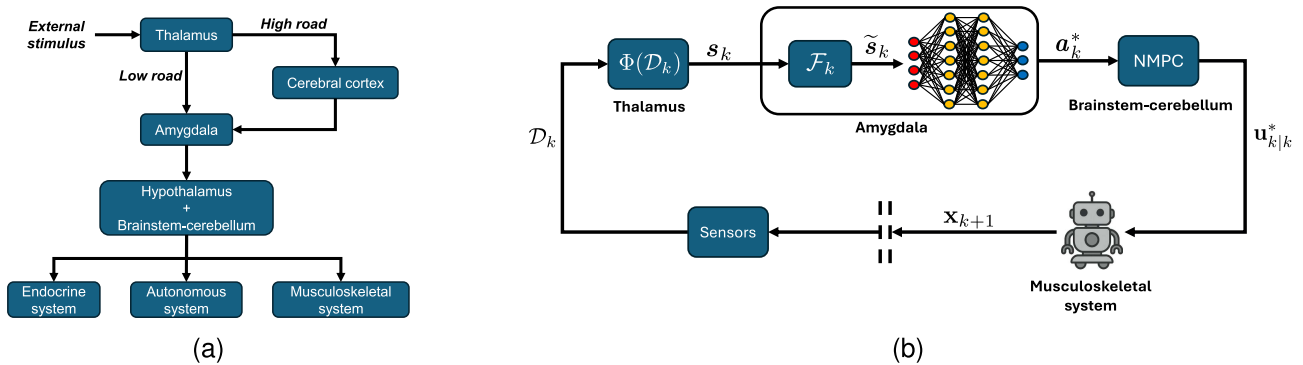 External
stimulus
Thalamus
High road
Low road
Cerebral cortex
Amygdala
Hypothalamus
+
Brainstem-cerebellum
Endocrine
system
Autonomous
system
Musculoskeletal
system
(a)
Φ(𝒟ₖ)
Thalamus
sₖ
ℱₖ
s̃ₖ
Amygdala
a*ₖ
NMPC
Brainstem-cerebellum
𝒟ₖ
u*ₖ|ₖ
Sensors
xₖ₊₁
Musculoskeletal
system
(b)